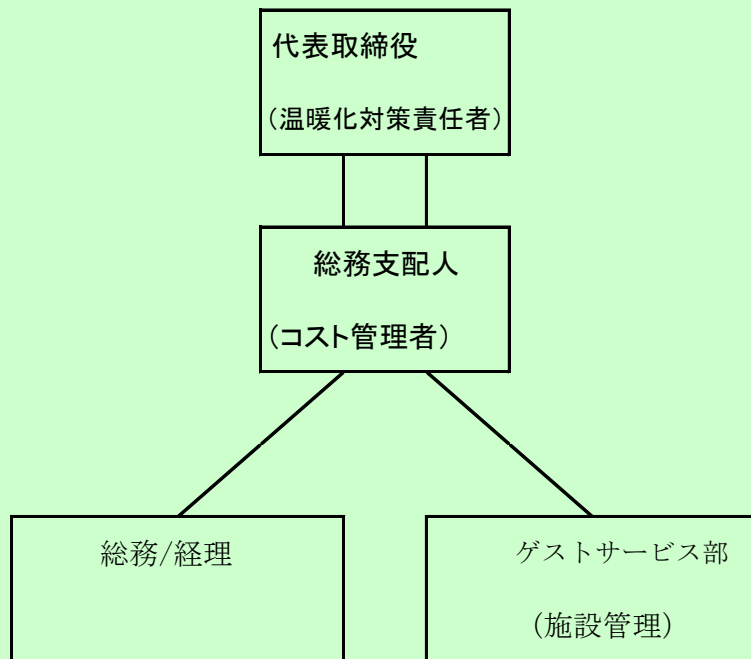 代表取締役
（温暖化対策責任者）
総務支配人
（コスト管理者）
総務/経理
ゲストサービス部
（施設管理）